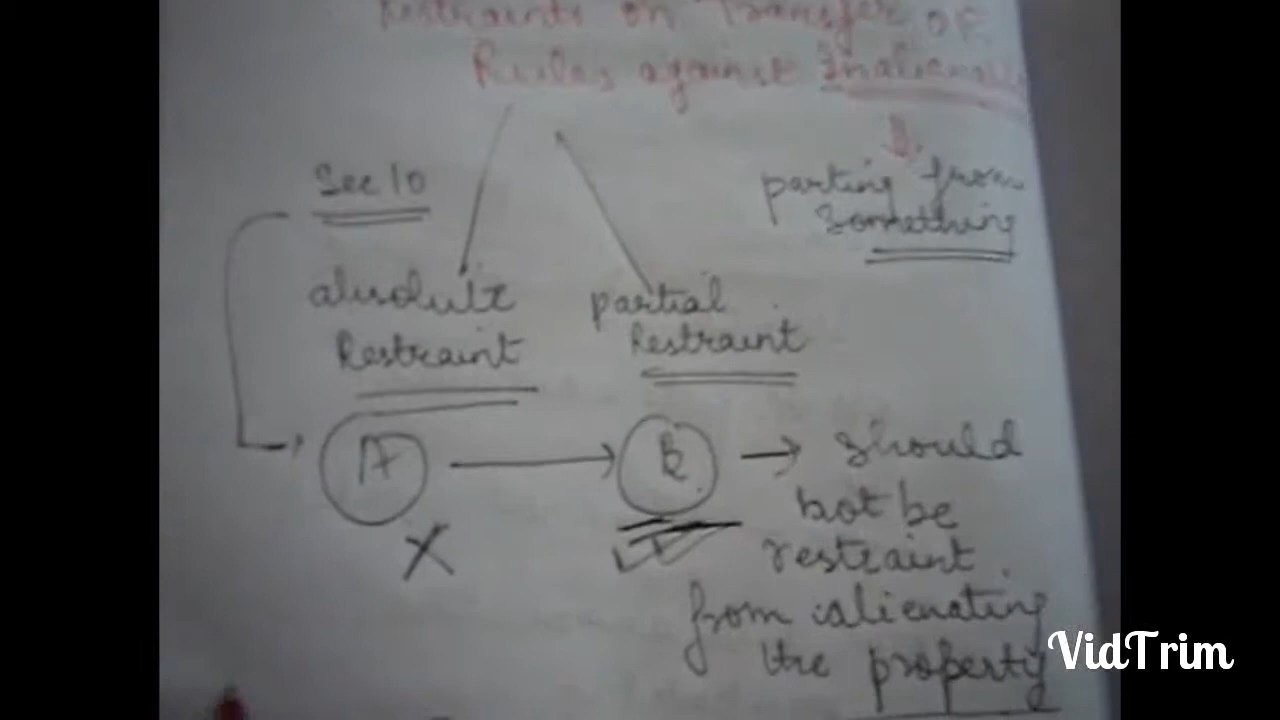 Restraints on Transfer OF
Rules against
Sec 10
parting from
Something
absolute
Restraint
partial
Restraint
A
B
should
not be
restraint
from alienating
the property
VidTrim